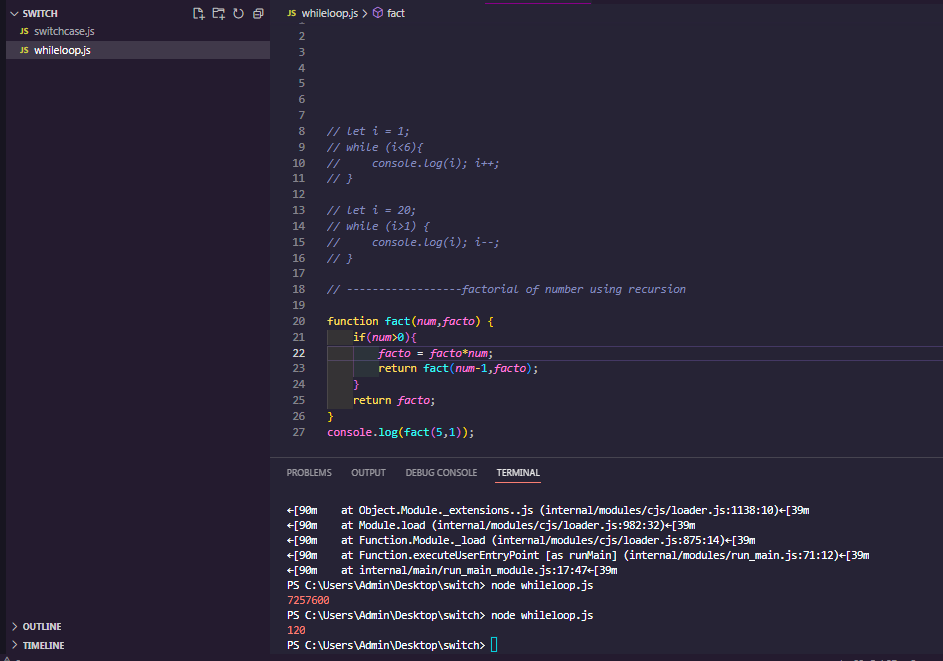 SWITCH
JS switchcase.js
JS whileloop.js
OUTLINE
TIMELINE
JS whileloop.js > fact
2
3
4
5
6
7
8 // let i = 1;
9 // while (i<6){
10 //     console.log(i); i++;
11 // }
12
13 // let i = 20;
14 // while (i>1) {
15 //     console.log(i); i--;
16 // }
17
18 // ------------------factorial of number using recursion
19
20 function fact(num,facto) {
21     if(num>0){
22         facto = facto*num;
23         return fact(num-1,facto);
24     }
25     return facto;
26 }
27 console.log(fact(5,1));
PROBLEMS OUTPUT DEBUG CONSOLE TERMINAL
←[90m    at Object.Module._extensions..js (internal/modules/cjs/loader.js:1138:10)←[39m
←[90m    at Module.load (internal/modules/cjs/loader.js:982:32)←[39m
←[90m    at Function.Module._load (internal/modules/cjs/loader.js:875:14)←[39m
←[90m    at Function.executeUserEntryPoint [as runMain] (internal/modules/run_main.js:71:12)←[39m
←[90m    at internal/main/run_main_module.js:17:47←[39m
PS C:\Users\Admin\Desktop\switch> node whileloop.js
7257600
PS C:\Users\Admin\Desktop\switch> node whileloop.js
120
PS C:\Users\Admin\Desktop\switch>